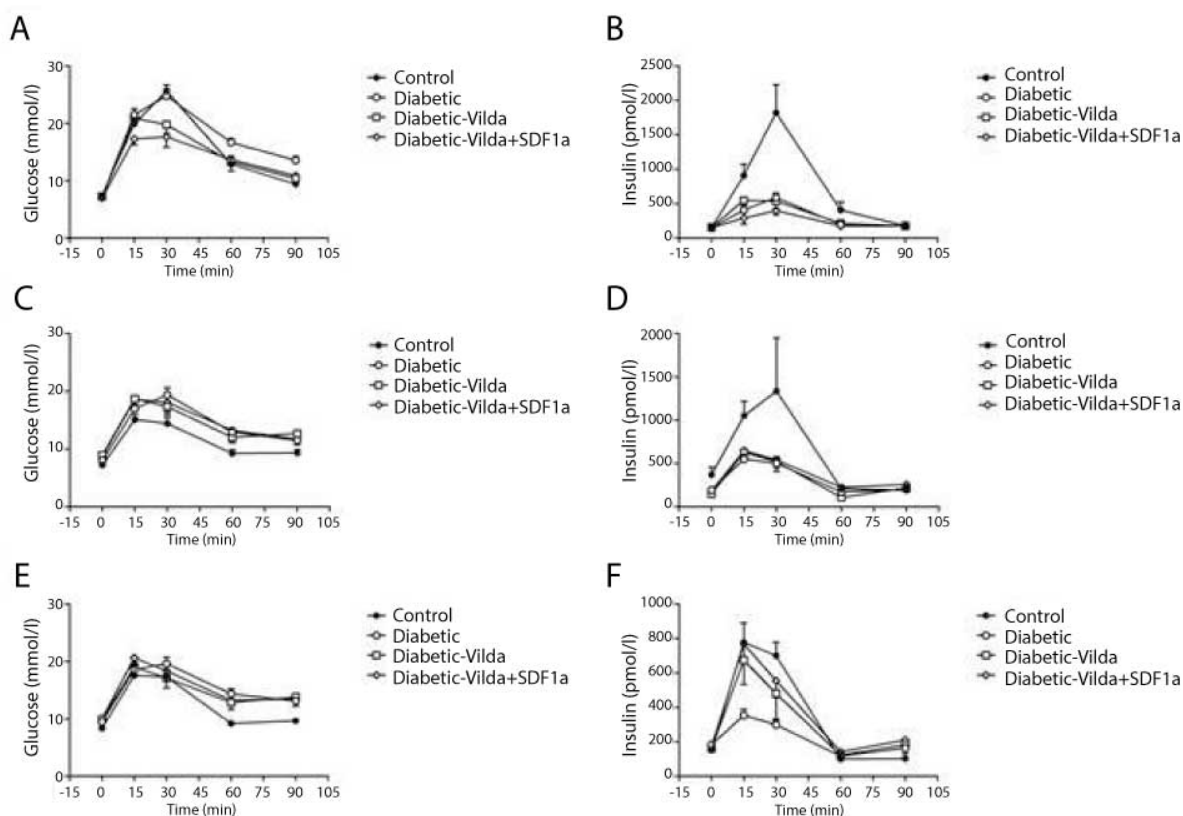 A
Glucose (mmol/l)
30
20
10
0
-15 0 15 30 45 60 75 90 105
Time (min)
Control
Diabetic
Diabetic-Vilda
Diabetic-Vilda+SDF1a
B
Insulin (pmol/l)
2500
2000
1500
1000
500
0
-15 0 15 30 45 60 75 90 105
Time (min)
Control
Diabetic
Diabetic-Vilda
Diabetic-Vilda+SDF1a
C
Glucose (mmol/l)
30
20
10
0
-15 0 15 30 45 60 75 90 105
Time (min)
Control
Diabetic
Diabetic-Vilda
Diabetic-Vilda+SDF1a
D
Insulin (pmol/l)
2000
1500
1000
500
0
-15 0 15 30 45 60 75 90 105
Time (min)
Control
Diabetic
Diabetic-Vilda
Diabetic-Vilda+SDF1a
E
Glucose (mmol/l)
30
20
10
0
-15 0 15 30 45 60 75 90 105
Time (min)
Control
Diabetic
Diabetic-Vilda
Diabetic-Vilda+SDF1a
F
Insulin (pmol/l)
1000
800
600
400
200
0
-15 0 15 30 45 60 75 90 105
Time (min)
Control
Diabetic
Diabetic-Vilda
Diabetic-Vilda+SDF1a